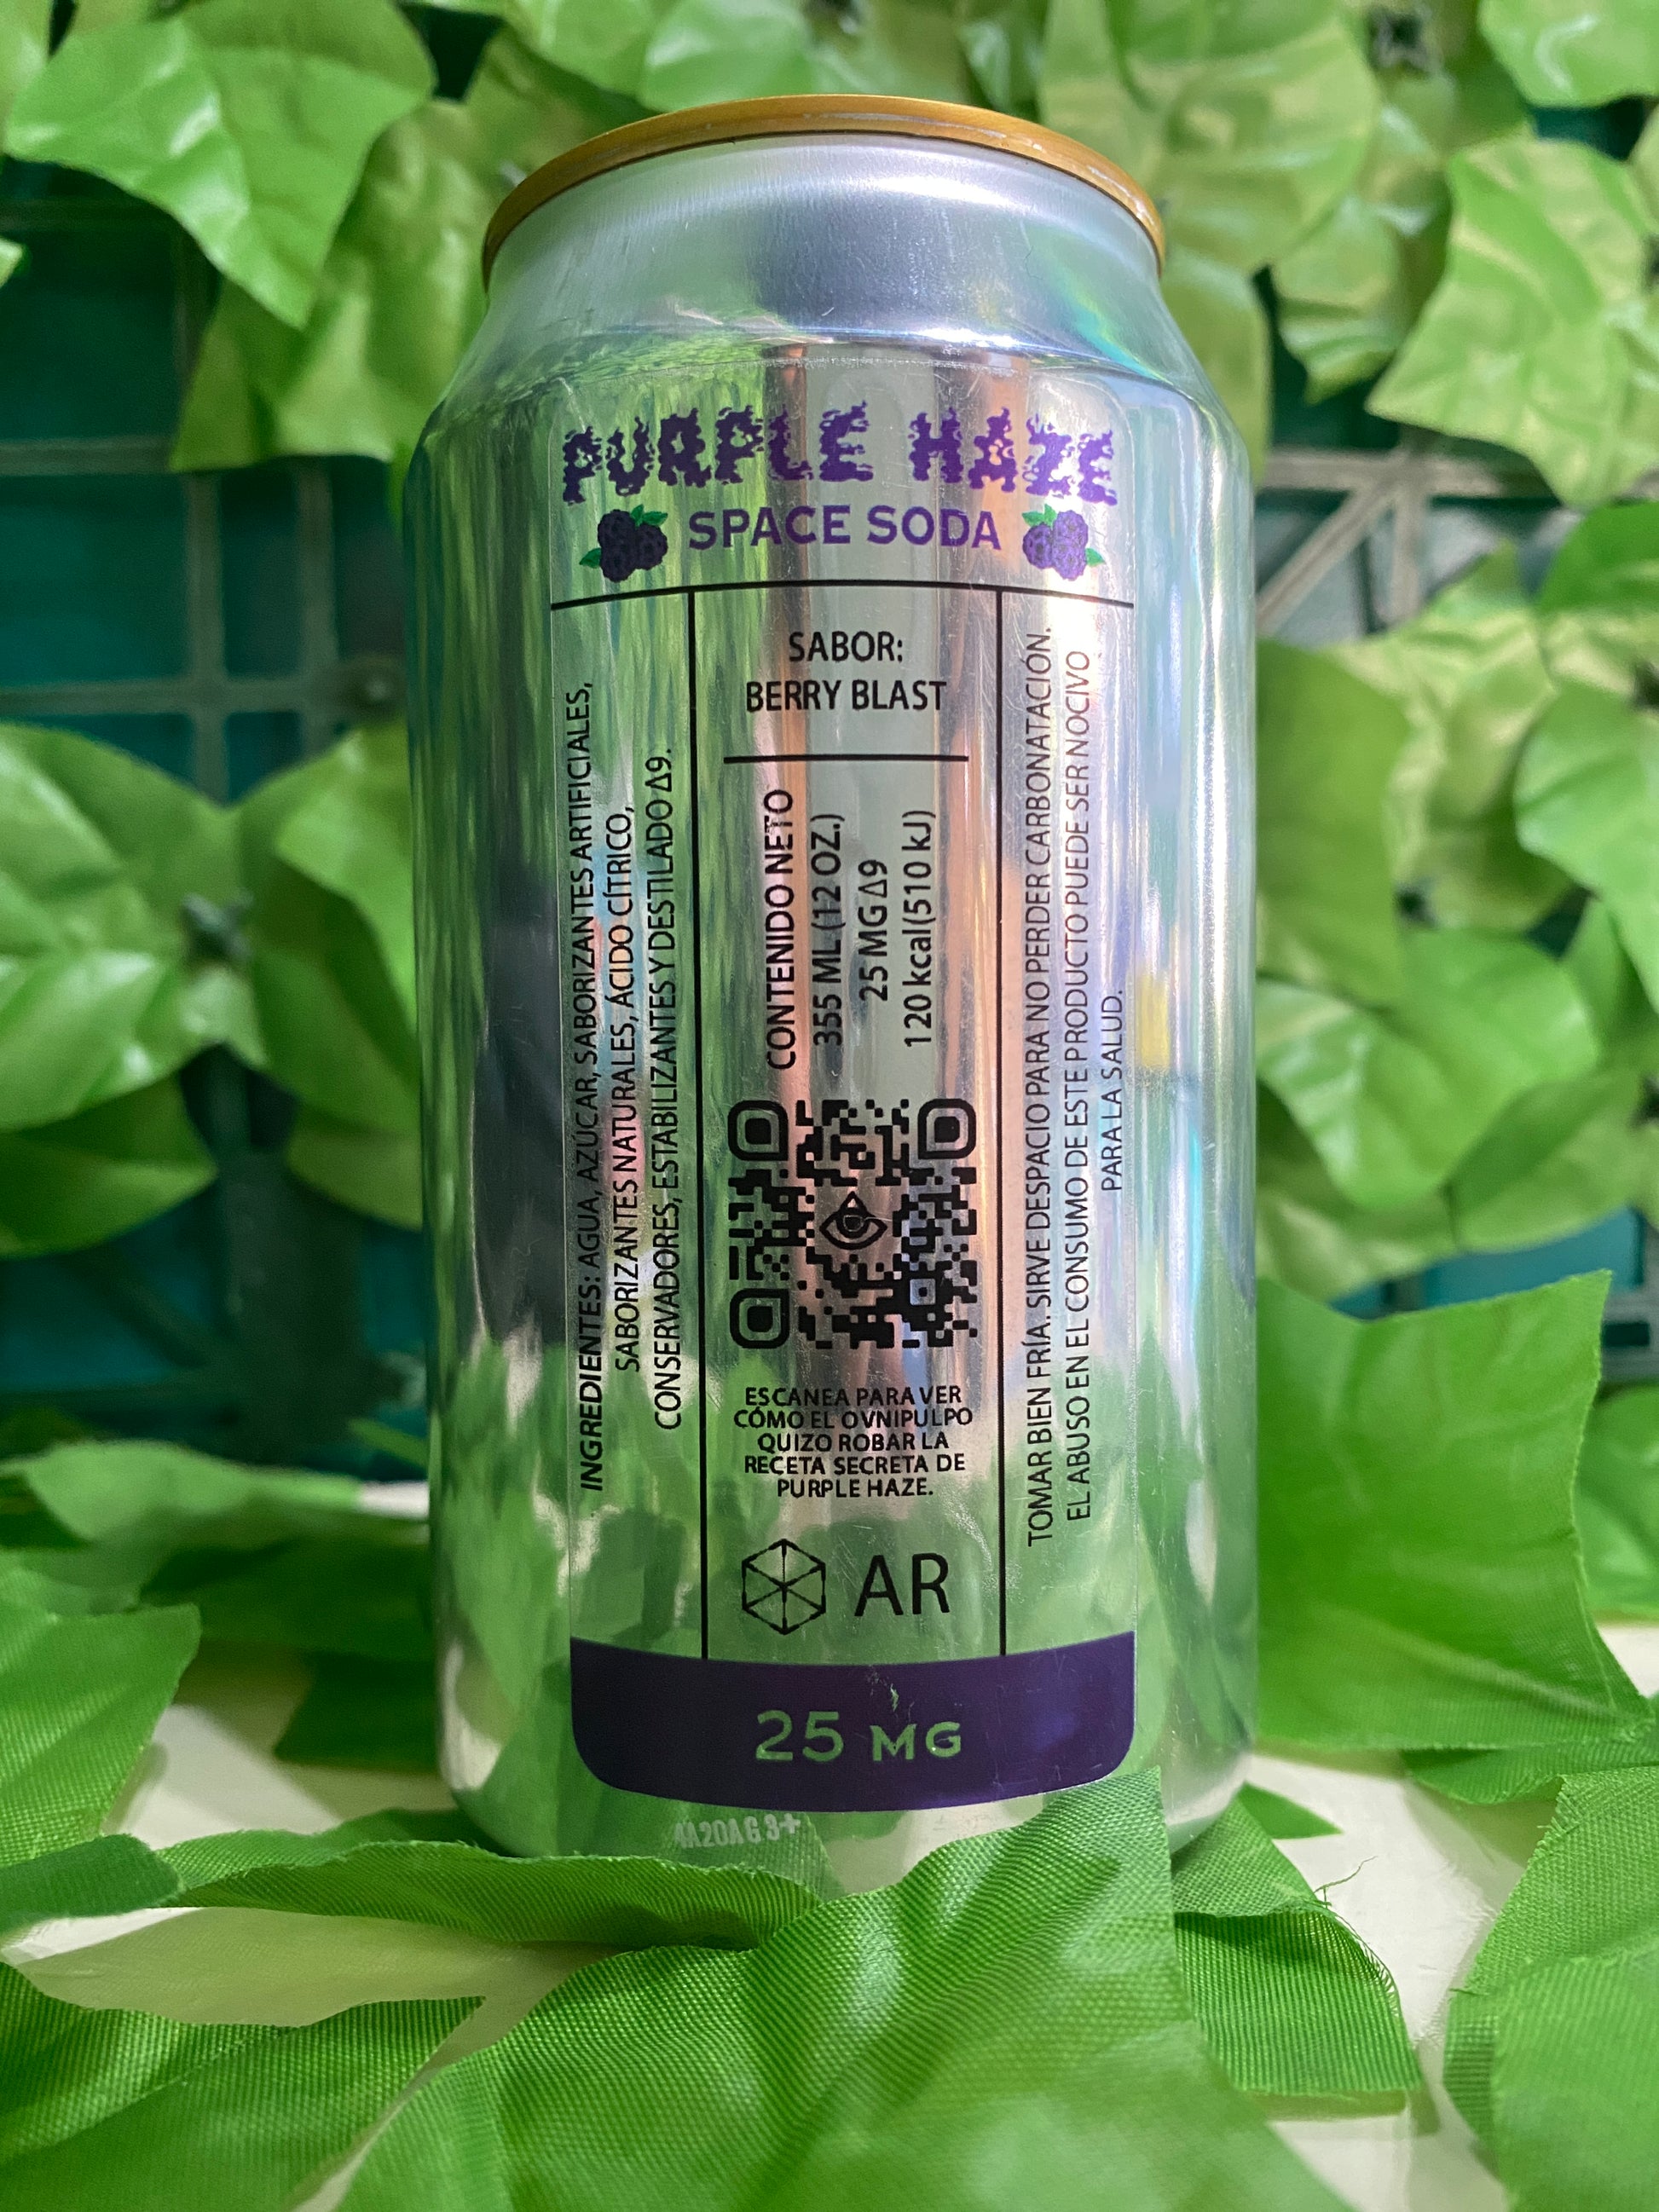 PURPLE HAZE
SPACE SODA
INGREDIENTES: AGUA, AZÚCAR, SABORIZANTES ARTIFICIALES,
SABORIZANTES NATURALES, ÁCIDO CÍTRICO,
CONSERVADORES, ESTABILIZANTES Y DESTILADO Δ9.
SABOR:
BERRY BLAST
CONTENIDO NETO
355 ML (12 OZ.)
25 MG Δ9
120 kcal (510 kJ)
ESCANEA PARA VER
CÓMO EL OVNIPULPO
QUIZO ROBAR LA
RECETA SECRETA DE
PURPLE HAZE.
AR
TOMAR BIEN FRÍA. SIRVE DESPACIO PARA NO PERDER CARBONATACIÓN.
EL ABUSO EN EL CONSUMO DE ESTE PRODUCTO PUEDE SER NOCIVO
PARA LA SALUD.
25 MG